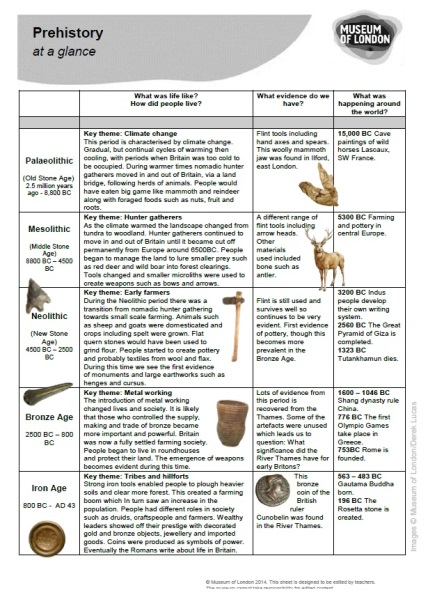 Prehistory
at a glance
MUSEUM
OF LONDON
What was life like?
How did people live?
What evidence do we
have?
What was
happening around
the world?
Palaeolithic
(Old Stone Age)
2.5 million years
ago - 8,800 BC
Key theme: Climate change
This period is characterised by climate change.
Gradual, but continual cycles of warming then
cooling, with periods when Britain was too cold to
be occupied. During warmer times nomadic hunter
gatherers moved in and out of Britain, via a land
bridge, following herds of animals. People would
have eaten big game like mammoth and reindeer
along with foraged foods such as nuts, fruit and
roots.
Flint tools including
hand axes and spears.
This woolly mammoth
jaw was found in Ilford,
east London.
15,000 BC Cave
paintings of wild
horses Lascaux,
SW France.
Mesolithic
(Middle Stone
Age)
8800 BC – 4500
BC
Key theme: Hunter gatherers
As the climate warmed the landscape changed from
tundra to woodland. Hunter gatherers continued to
move in and out of Britain until it became cut off
permanently from Europe around 6500BC. People
began to manage the land to lure smaller prey such
as red deer and wild boar into forest clearings.
Tools changed and smaller microliths were used to
create weapons such as bows and arrows.
A different range of
flint tools including
arrow heads.
Other
materials
used included
bone such as
antler.
5300 BC Farming
and pottery in
central Europe.
Neolithic
(New Stone
Age)
4500 BC – 2500
BC
Key theme: Early farmers
During the Neolithic period there was a
transition from nomadic hunter gathering
towards small scale farming. Animals such
as sheep and goats were domesticated and
crops including spelt were grown. Flat
quern stones would have been used to
grind flour. People started to create pottery
and probably textiles from wool and flax.
During this time we see the first evidence
of monuments and large earthworks such as
henges and cursus.
Flint is still used and
survives well so
continues to be very
evident. First evidence of
pottery, though this
becomes more
prevalent in the Bronze
Age.
3200 BC Indus
people develop
their own writing
system.
2560 BC The Great
Pyramid of Giza is
completed.
1323 BC
Tutankhamun dies.
Bronze Age
2500 BC – 800
BC
Key theme: Metal working
The introduction of metal working
changed lives and society. It is likely
that those who controlled the supply,
making and trade of bronze became
more important and powerful. Britain
was now a fully settled farming society.
People began to live in roundhouses
and protect their land. The emergence of weapons
becomes evident during this time.
Lots of evidence from
this period is
recovered from the
Thames. Some of the
artefacts were unused
which leads us to
question: What
significance did the
River Thames have for
early Britons?
1600 – 1046 BC
Shang dynasty rule
China.
776 BC The first
Olympic Games
take place in
Greece.
753BC Rome is
founded.
Iron Age
800 BC - AD 43
Key theme: Tribes and hillforts
Strong iron tools enabled people to plough heavier
soils and clear more forest. This created a farming
boom which in turn saw an increase in the
population. People had different roles in society
such as druids, craftspeople and farmers. Wealthy
leaders showed off their prestige with decorated
gold and bronze objects, jewellery and imported
goods. Coins were produced as symbols of power.
Eventually the Romans write about life in Britain.
This
bronze
coin of the
British
ruler
Cunobelin was found
in the River Thames.
563 – 483 BC
Gautama Buddha
born.
196 BC The
Rosetta stone is
created.
Images © Museum of London/Derek Lucas
© Museum of London 2014. This sheet is designed to be edited by teachers.